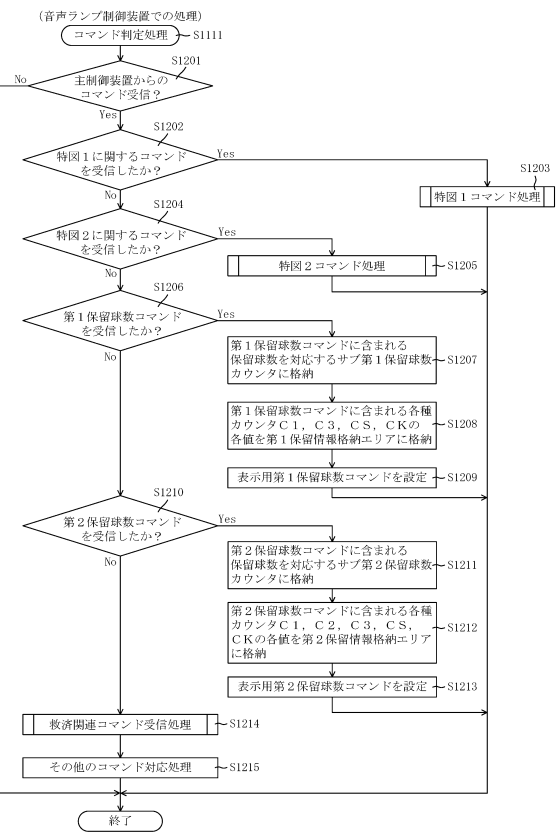 (音声ランプ制御装置での処理)
コマンド判定処理
S1111
S1201
主制御装置からの
コマンド受信？
No
Yes
S1202
特図１に関するコマンド
を受信したか？
Yes
No
S1203
特図１コマンド処理
S1204
特図２に関するコマンド
を受信したか？
Yes
No
特図２コマンド処理
S1205
S1206
第１保留球数コマンド
を受信したか？
Yes
No
第１保留球数コマンドに含まれる
保留球数を対応するサブ第１保留球数
カウンタに格納
S1207
第１保留球数コマンドに含まれる各種
カウンタＣ１，Ｃ３，ＣＳ，ＣＫの
各値を第１保留情報格納エリアに格納
S1208
表示用第１保留球数コマンドを設定
S1209
S1210
第２保留球数コマンド
を受信したか？
Yes
No
第２保留球数コマンドに含まれる
保留球数を対応するサブ第２保留球数
カウンタに格納
S1211
第２保留球数コマンドに含まれる各種
カウンタＣ１，Ｃ２，Ｃ３，ＣＳ，
ＣＫの各値を第２保留情報格納エリア
に格納
S1212
表示用第２保留球数コマンドを設定
S1213
救済関連コマンド受信処理
S1214
その他のコマンド対応処理
S1215
終了